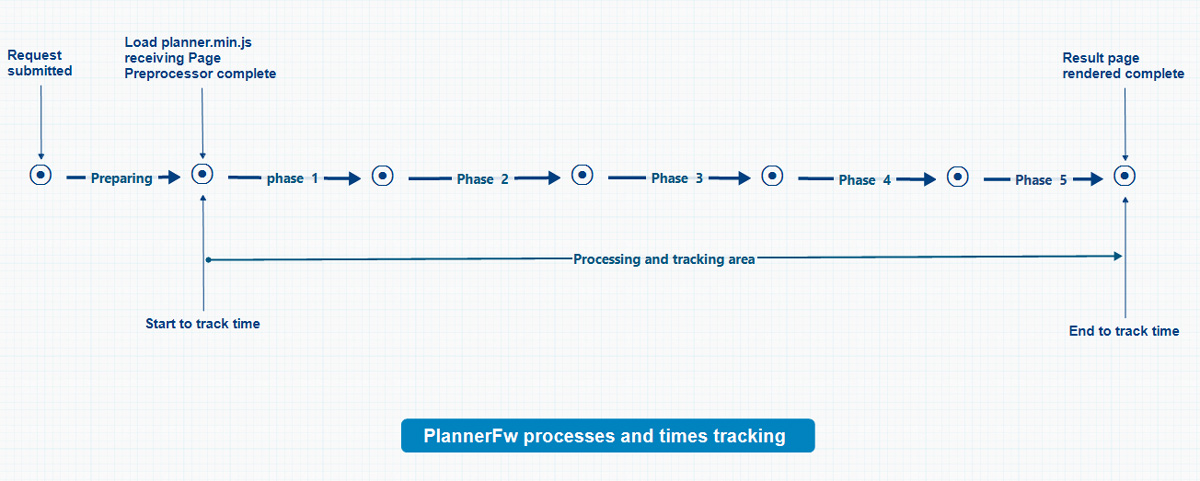 Request
submitted
Load planner.min.js
receiving Page
Preprocessor complete
Result page
rendered complete
Preparing
phase 1
Phase 2
Phase 3
Phase 4
Phase 5
Processing and tracking area
Start to track time
End to track time
PlannerFw processes and times tracking